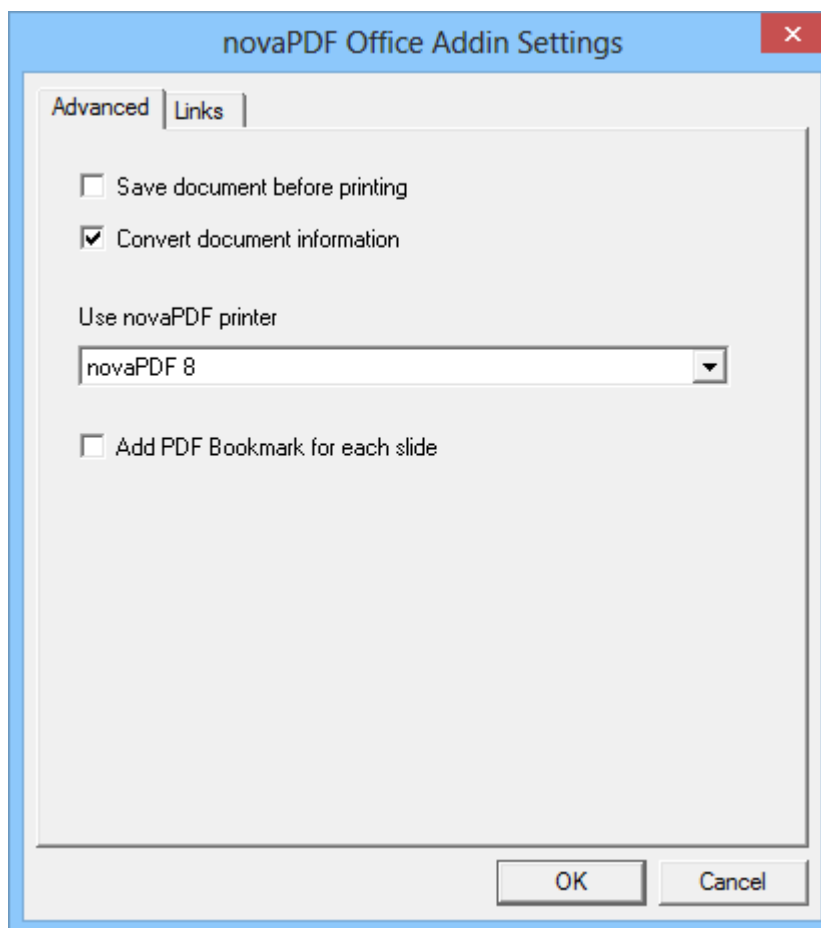 novaPDF Office Addin Settings
Advanced
Links
Save document before printing
Convert document information
Use novaPDF printer
novaPDF 8
Add PDF Bookmark for each slide
OK
Cancel